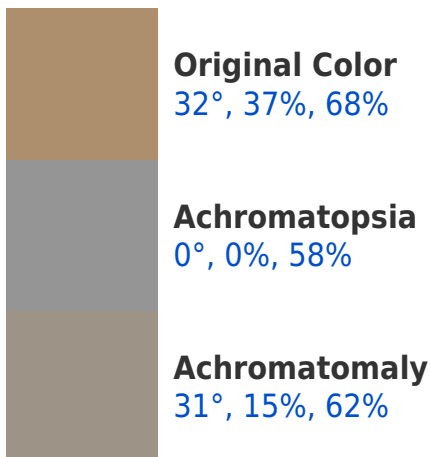 Original Color
32°, 37%, 68%
Achromatopsia
0°, 0%, 58%
Achromatomaly
31°, 15%, 62%